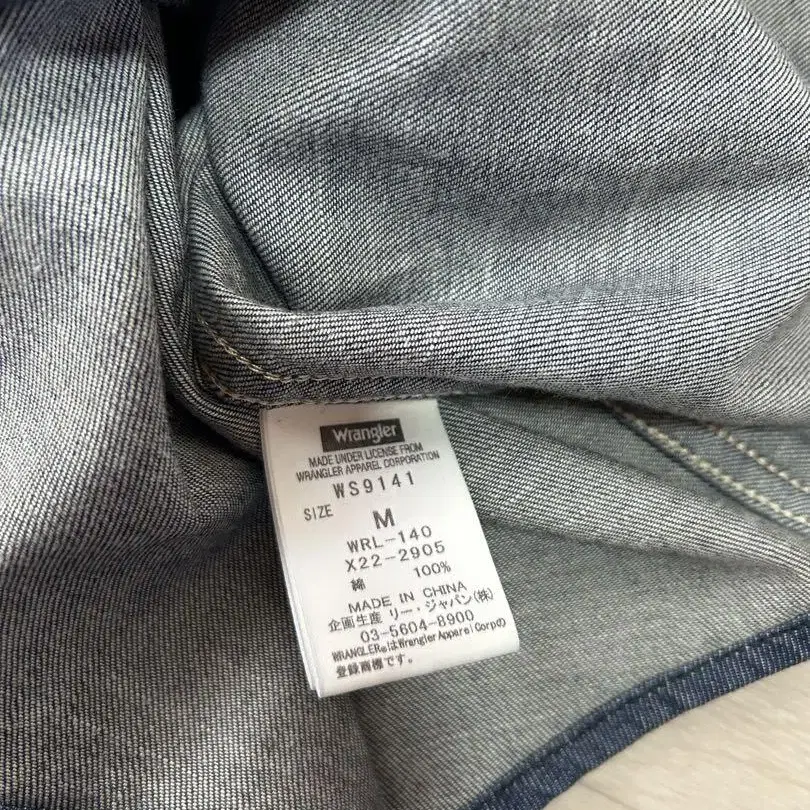 Wrangler
MADE UNDER LICENSE FROM
WRANGLER APPAREL CORPORATION
WS9141
SIZE
M
WRL-140
X22-2905
綿 100%
MADE IN CHINA
企画生産 リー・ジャパン(株)
03-5604-8900
WRANGLER®はWrangler Apparel Corpの
登録商標です。